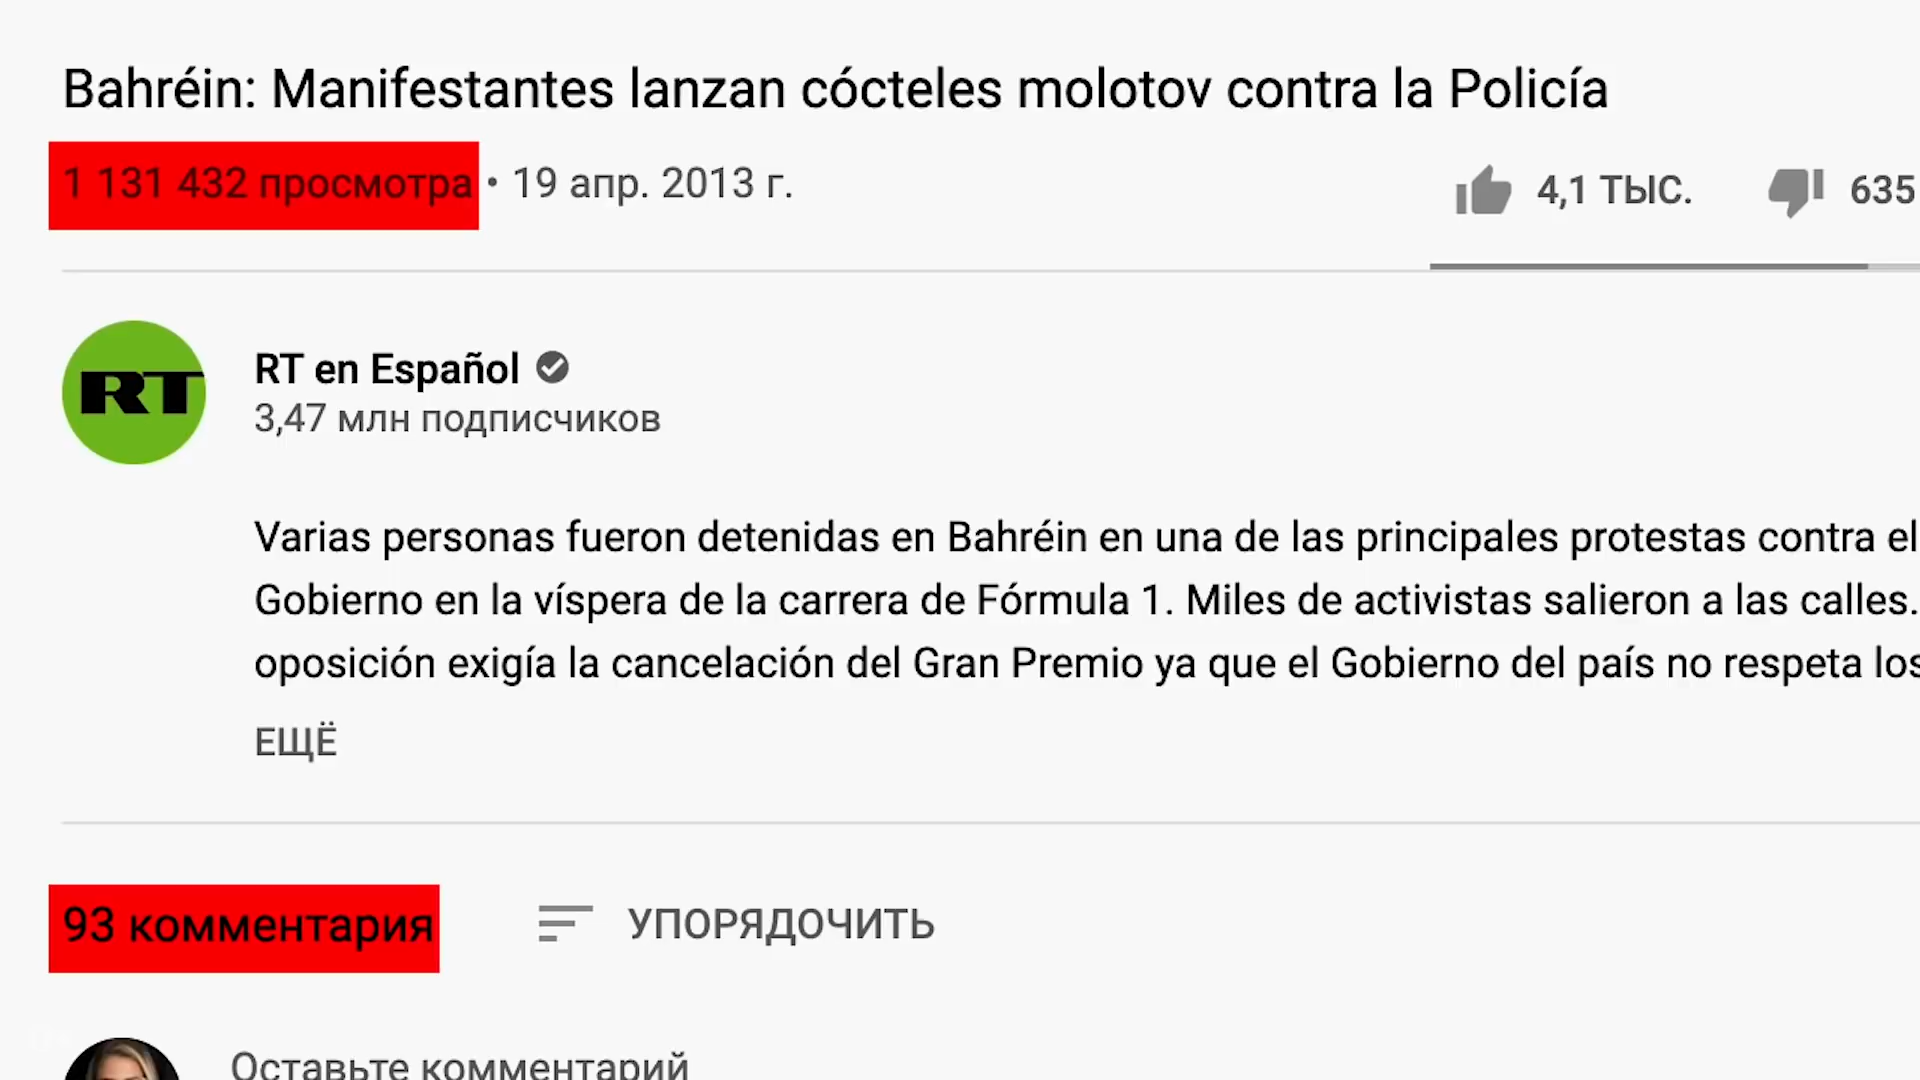 Bahréin: Manifestantes lanzan cócteles molotov contra la Policía
1 131 432 просмотра • 19 апр. 2013 г.
4,1 ТЫС.
635
RT
RT en Español
3,47 млн подписчиков
Varias personas fueron detenidas en Bahréin en una de las principales protestas contra el
Gobierno en la víspera de la carrera de Fórmula 1. Miles de activistas salieron a las calles.
oposición exigía la cancelación del Gran Premio ya que el Gobierno del país no respeta los
ЕЩЁ
93 комментария
УПОРЯДОЧИТЬ
Оставьте комментарий